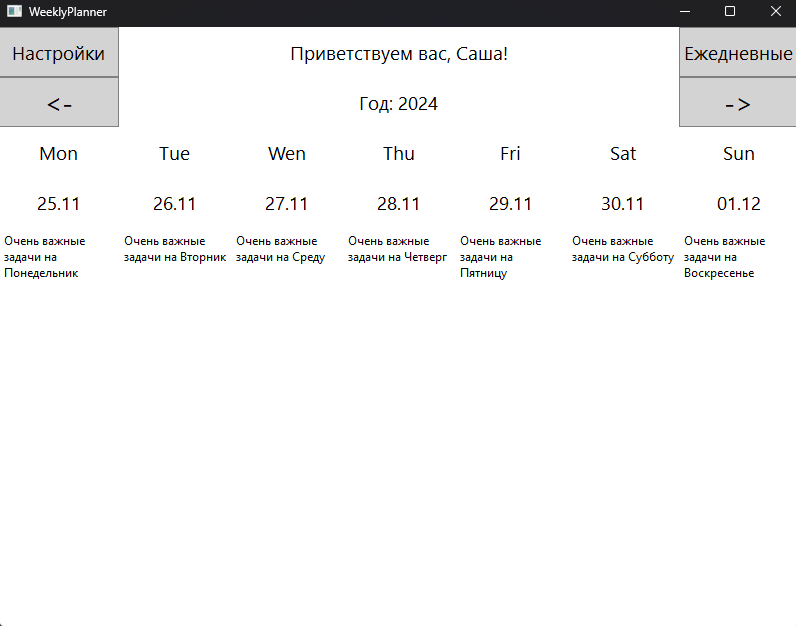 WeeklyPlanner
Настройки
Приветствуем вас, Саша!
Ежедневные
<-
Год: 2024
->
Mon Tue Wen Thu Fri Sat Sun
25.11 26.11 27.11 28.11 29.11 30.11 01.12
Очень важные
задачи на
Понедельник
Очень важные
задачи на Вторник
Очень важные
задачи на Среду
Очень важные
задачи на Четверг
Очень важные
задачи на
Пятницу
Очень важные
задачи на Субботу
Очень важные
задачи на
Воскресенье